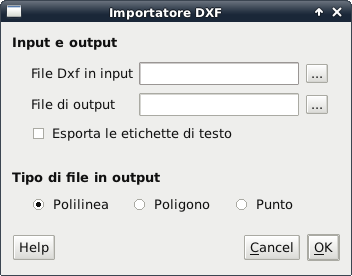 Importatore DXF
Input e output
File Dxf in input ...
File di output ...
Esporta le etichette di testo
Tipo di file in output
Polilinea Poligono Punto
Help Cancel OK